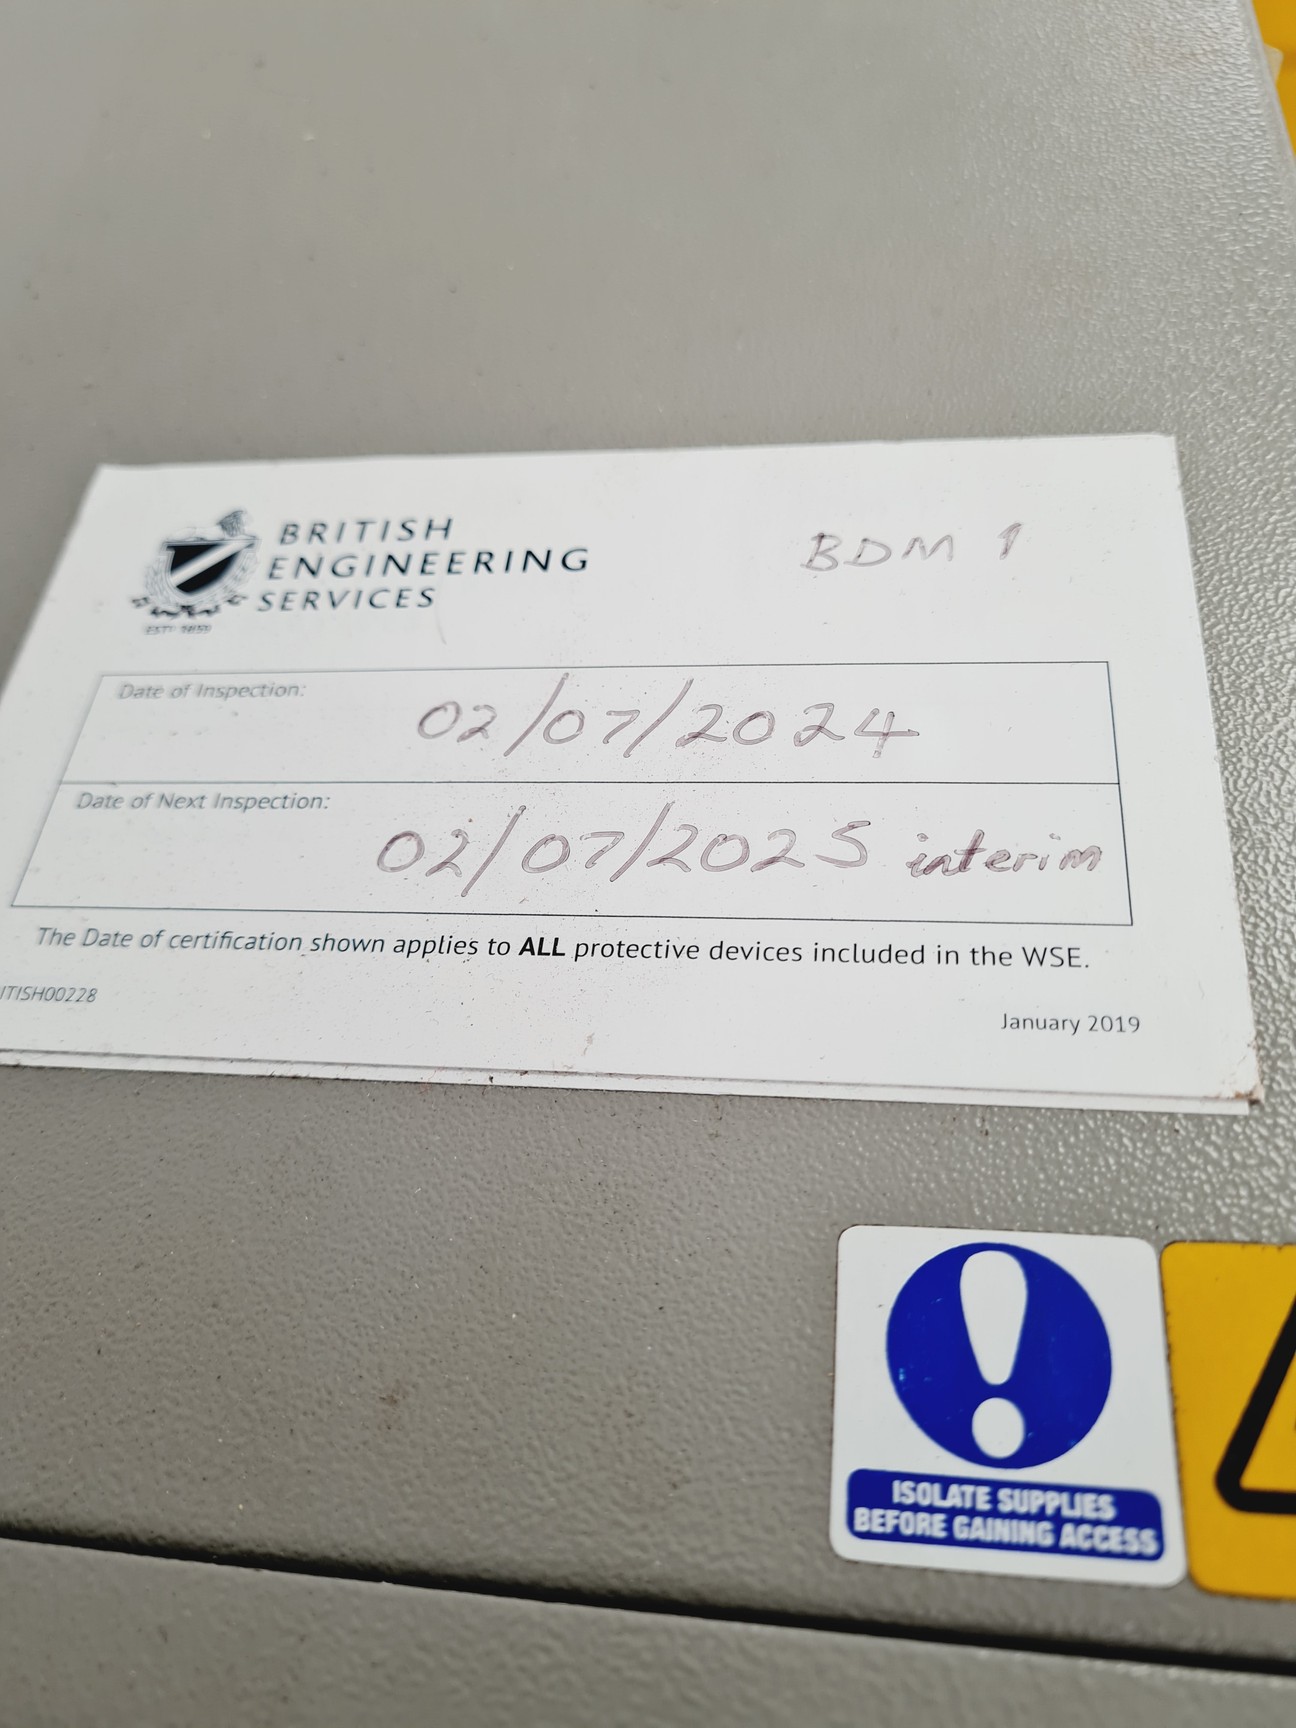 BRITISH
ENGINEERING
SERVICES
BDM 1
Date of Inspection:
02/07/2024
Date of Next Inspection:
02/07/2025 interim
The Date of certification shown applies to ALL protective devices included in the WSE.
ITISH00228
January 2019
ISOLATE SUPPLIES
BEFORE GAINING ACCESS